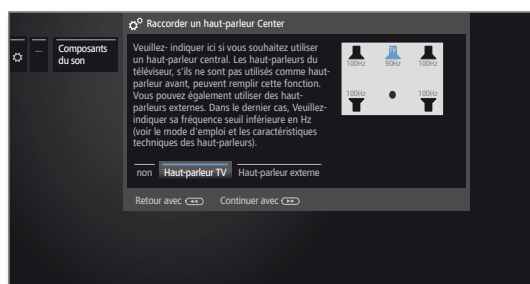 Raccorder un haut-parleur Center
...
Composants
du son
Veuillez- indiquer ici si vous souhaitez utiliser
un haut-parleur central. Les haut-parleurs du
téléviseur, s'ils ne sont pas utilisés comme haut-
parleur avant, peuvent remplir cette fonction.
Vous pouvez également utiliser des haut-
parleurs externes. Dans le dernier cas, Veuillez-
indiquer sa fréquence seuil inférieure en Hz
(voir le mode d'emploi et les caractéristiques
techniques des haut-parleurs).
TV
100Hz 90Hz 100Hz
100Hz 100Hz
non Haut-parleur TV Haut-parleur externe
Retour avec Continuer avec